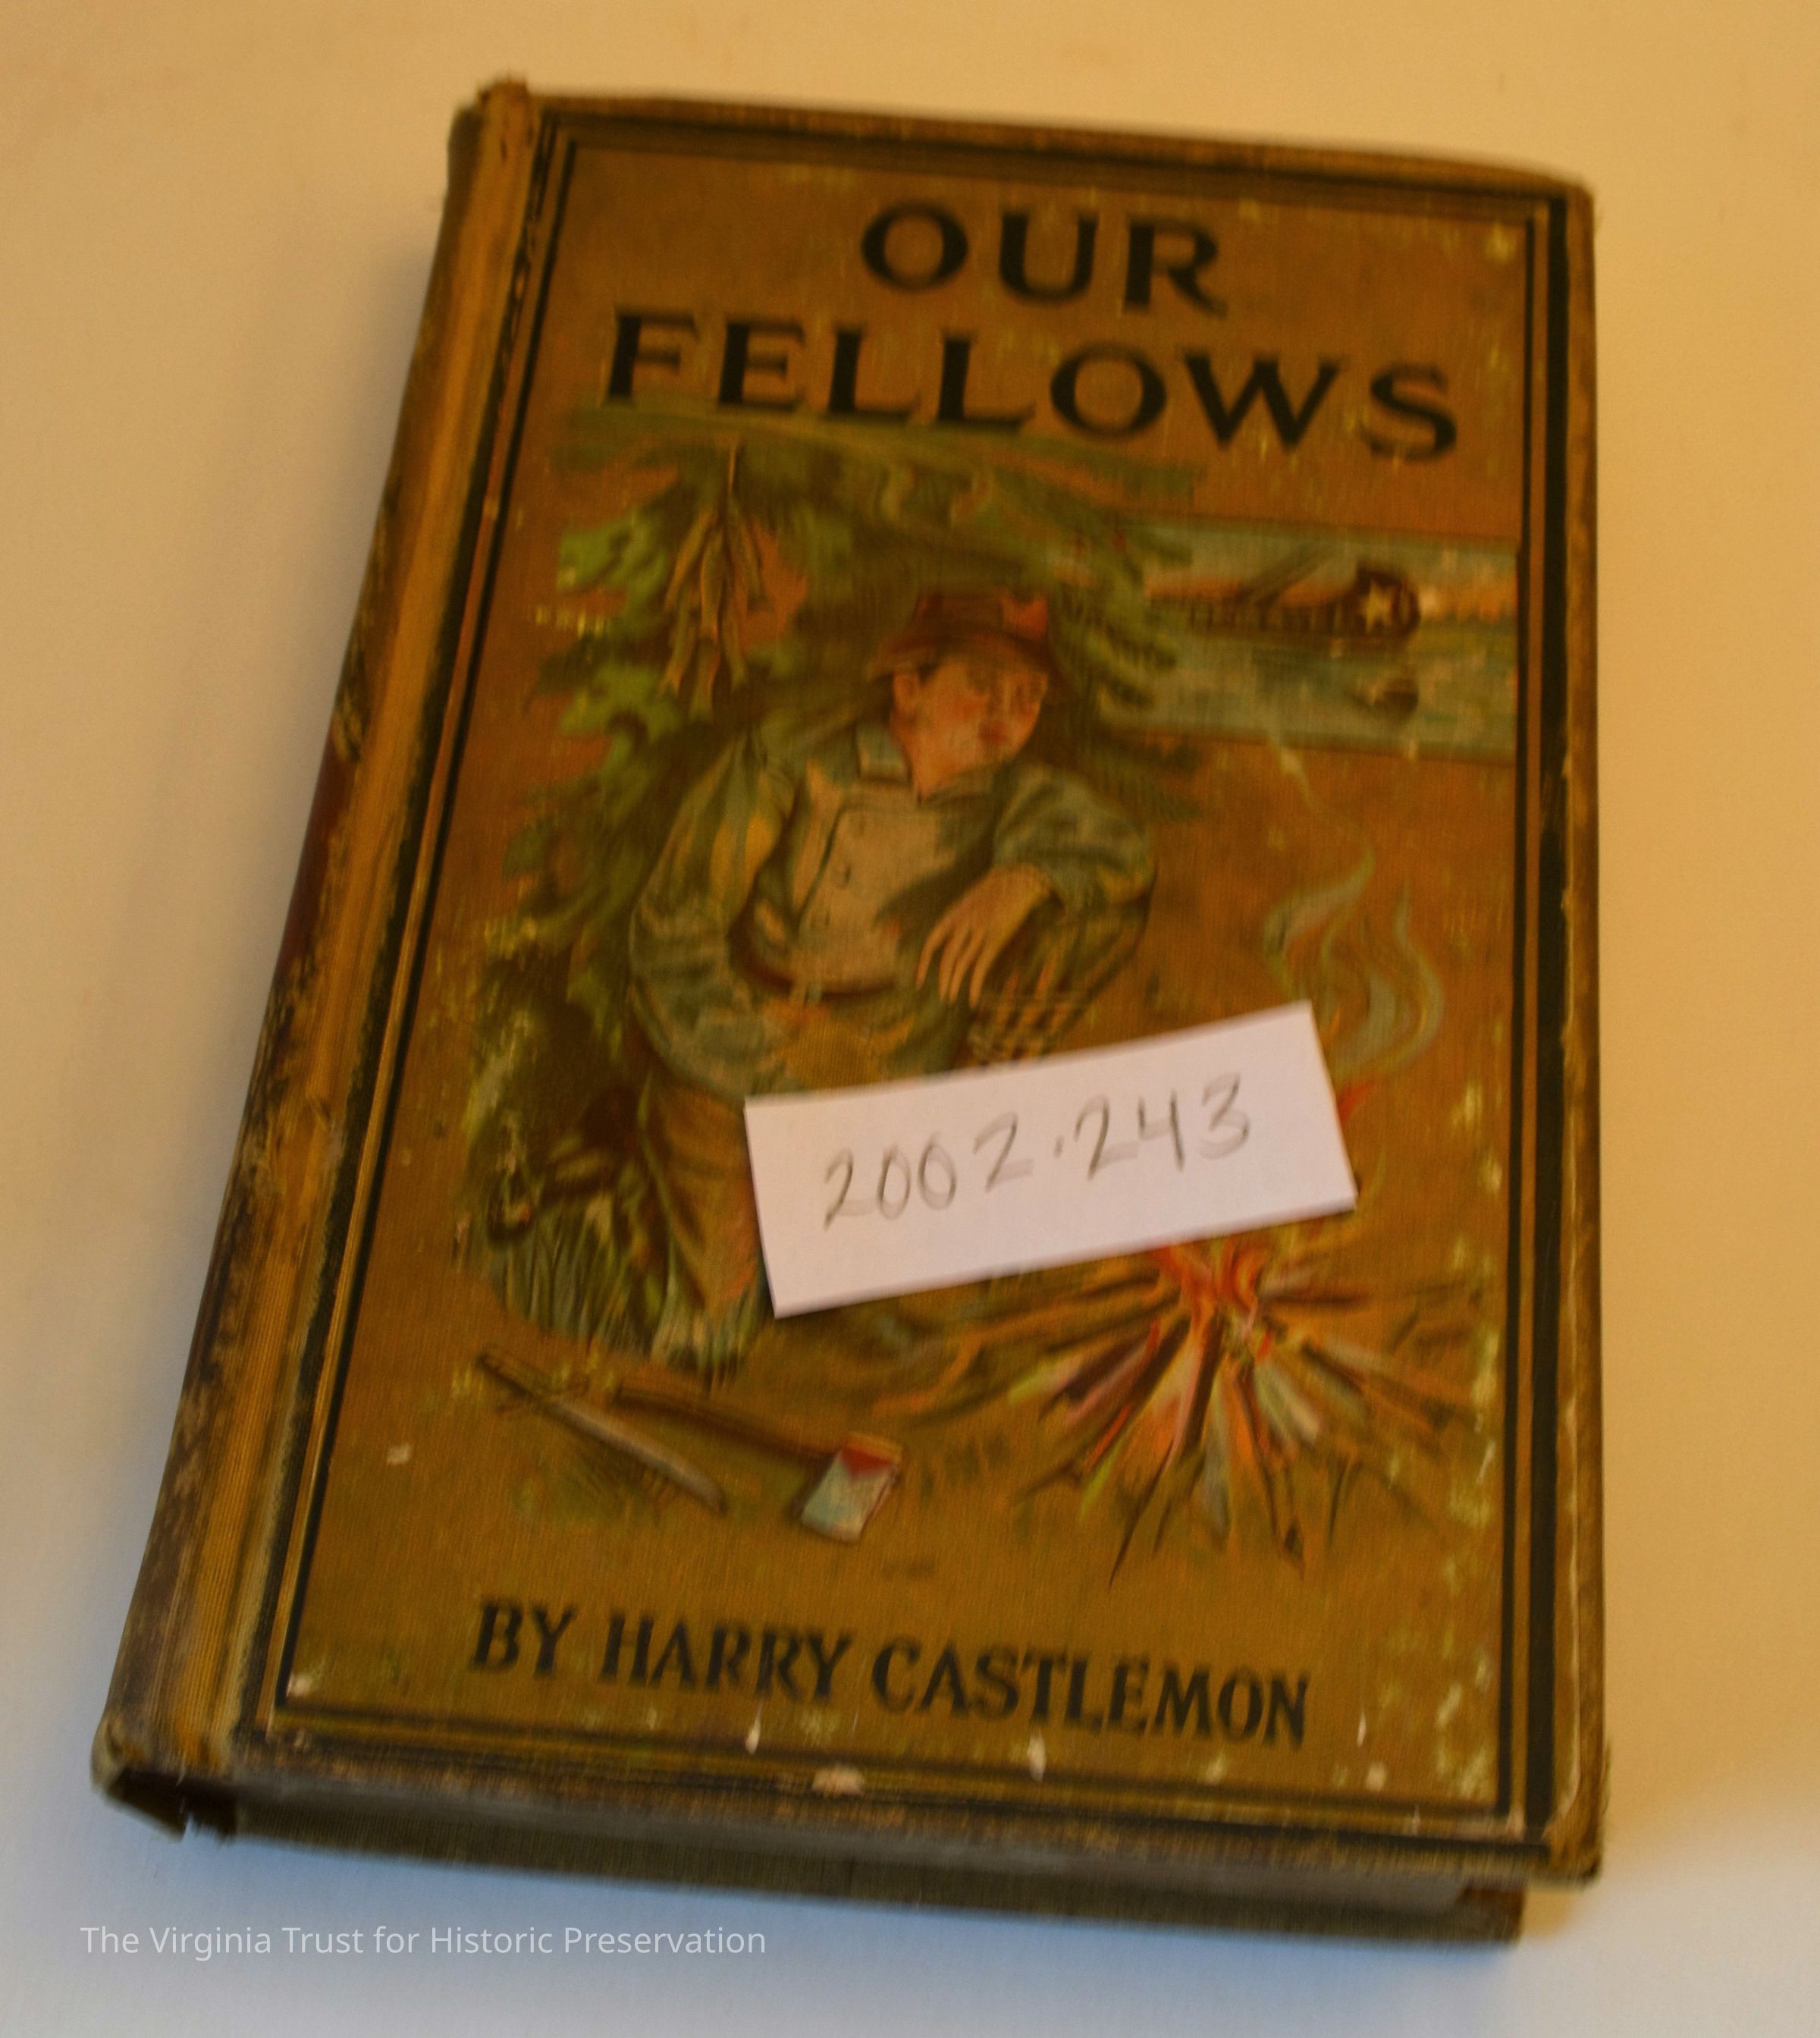 OUR
FELLOWS
2002.243
BY HARRY CASTLEMON
The Virginia Trust for Historic Preservation